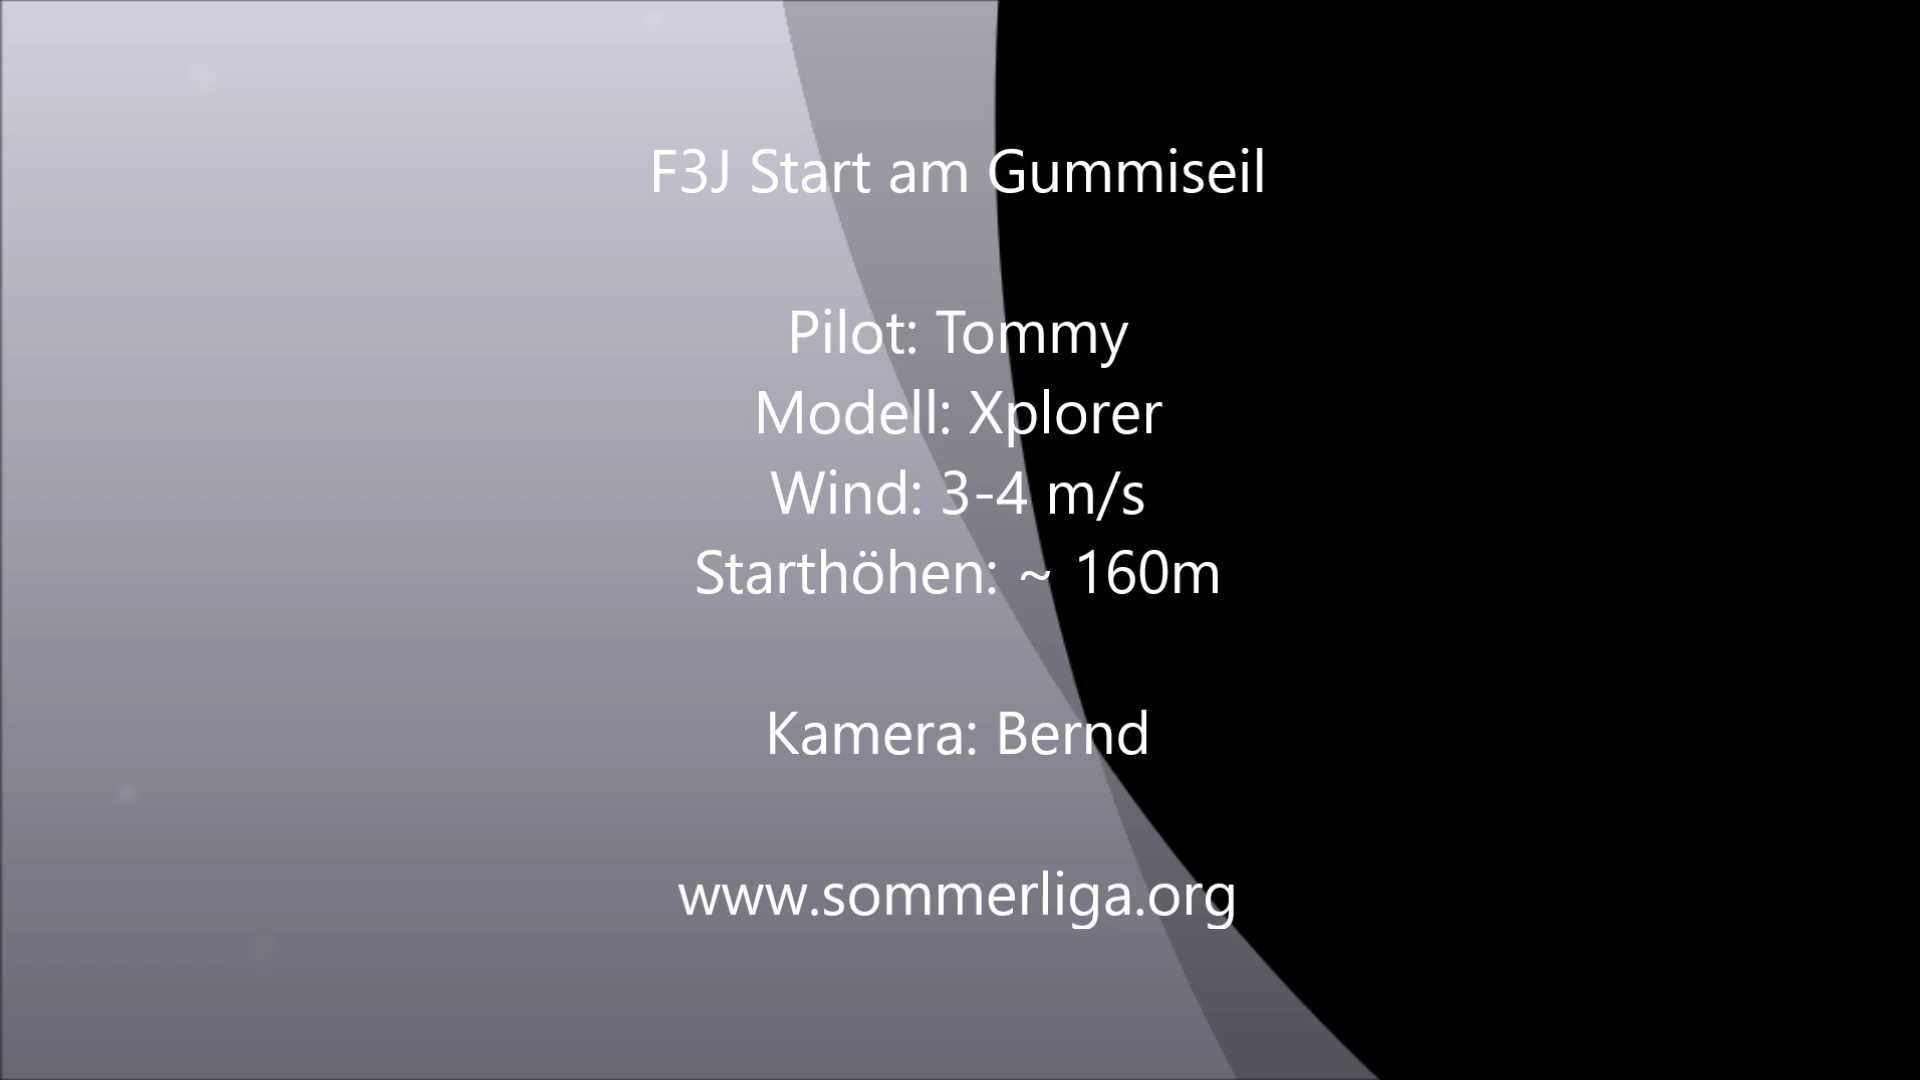 F3J Start am Gummiseil
Pilot: Tommy
Modell: Xplorer
Wind: 3-4 m/s
Starthöhen: ~ 160m
Kamera: Bernd
www.sommerliga.org